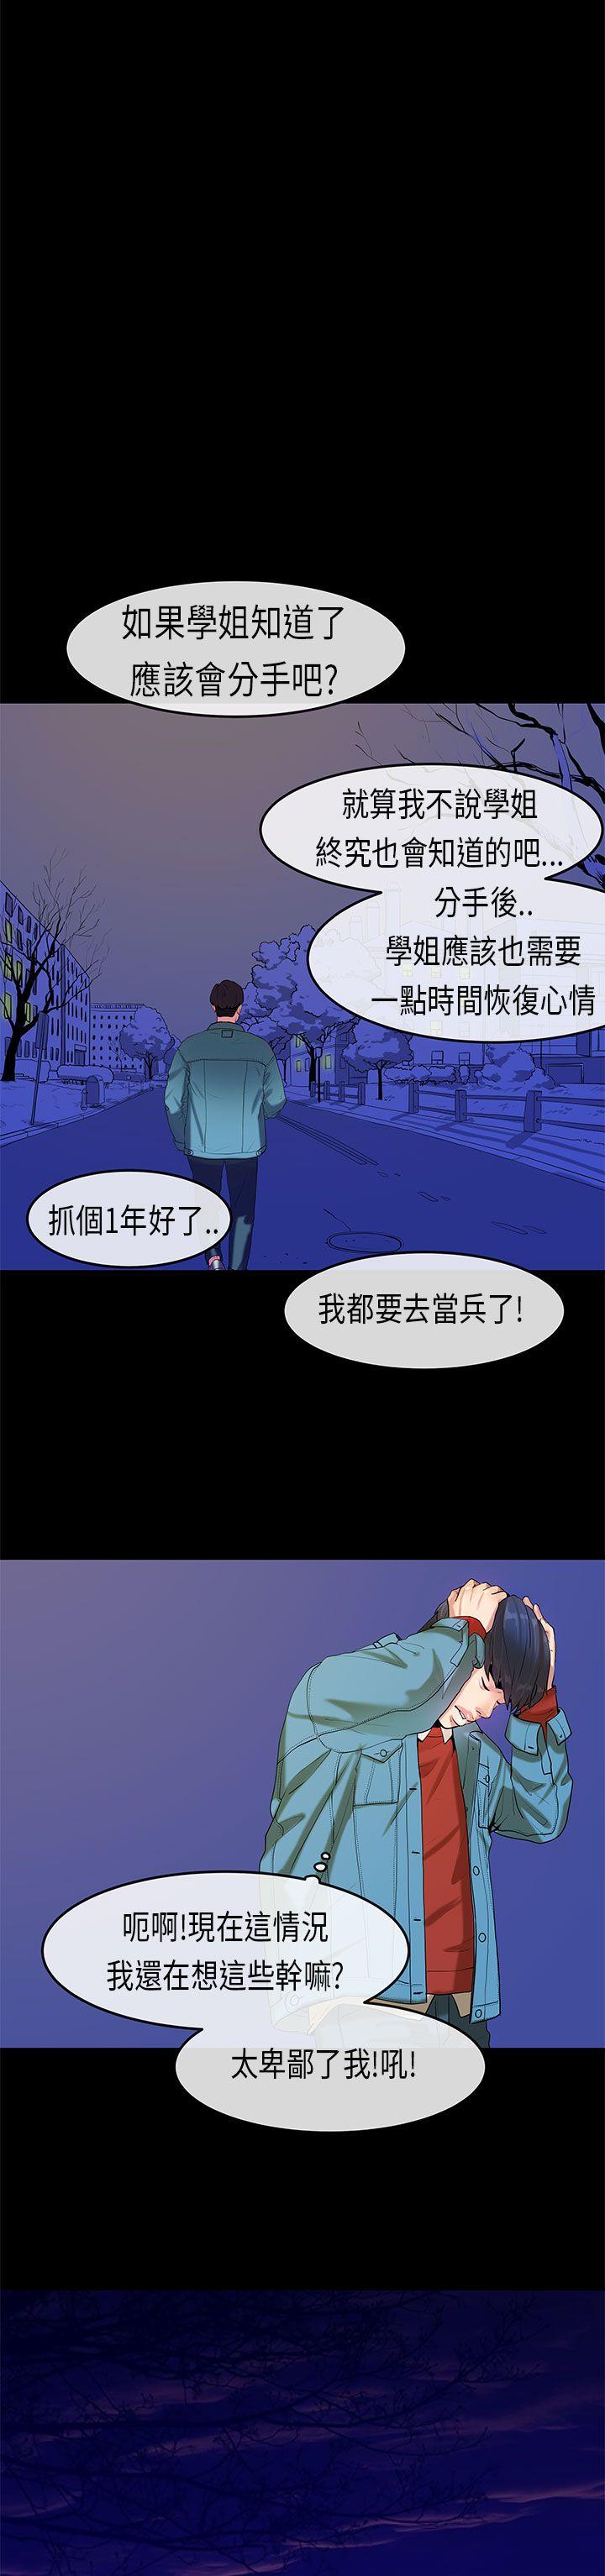 如果學姐知道了
應該會分手吧?
就算我不說學姐
終究也會知道的吧...
分手後..
學姐應該也需要
一點時間恢復心情
抓個1年好了..
我都要去當兵了!
呃啊!現在這情況
我還在想這些幹嘛?
太卑鄙了我!吼!